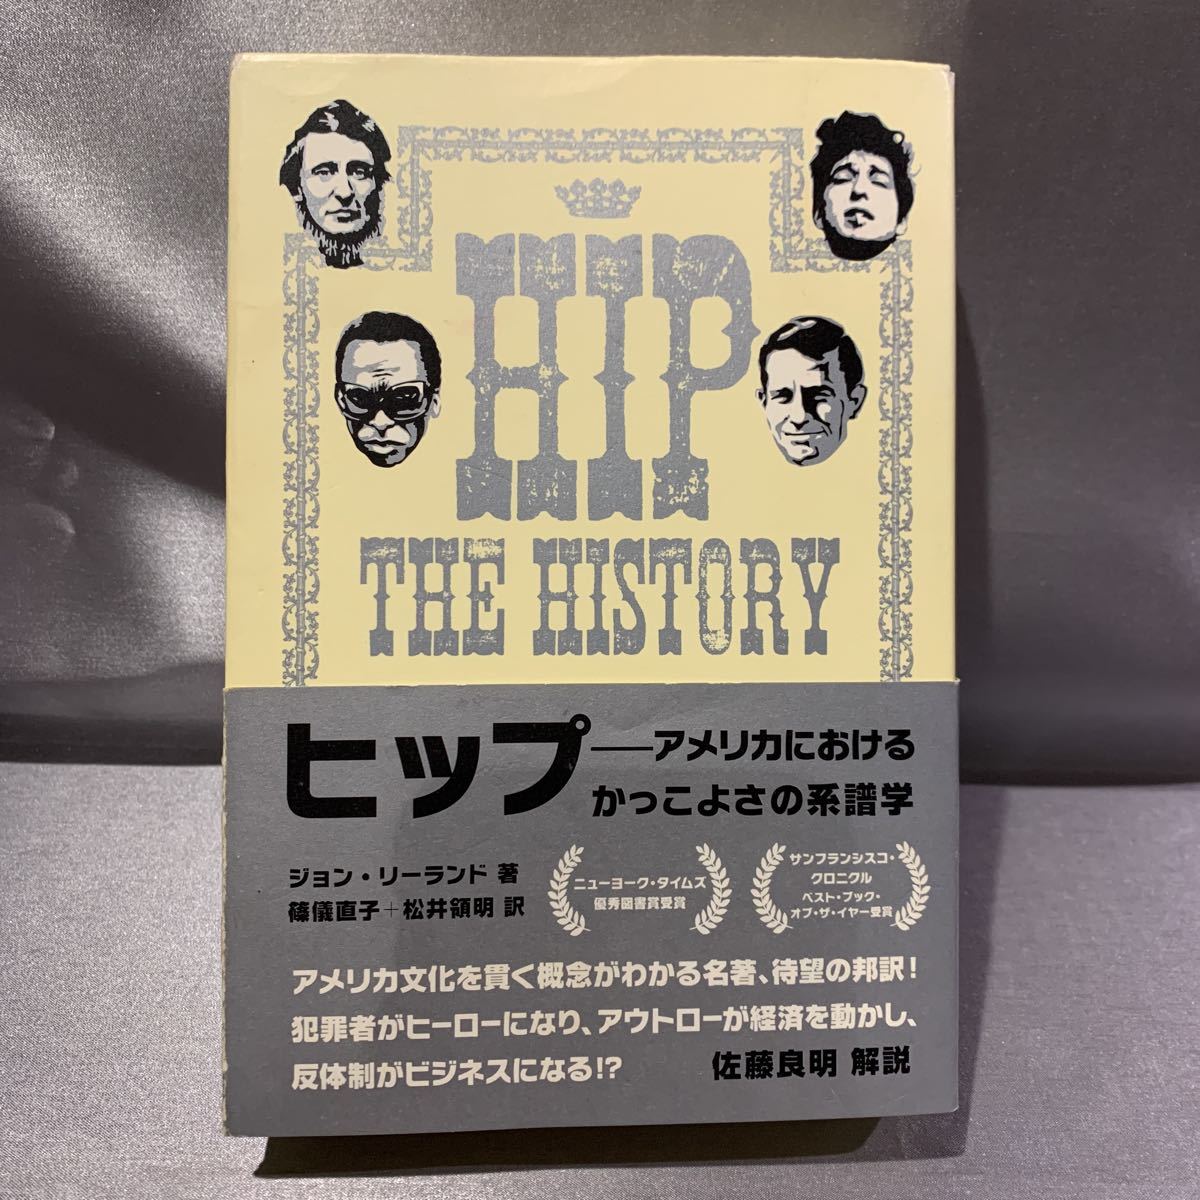 HIP
THE HISTORY
ヒップ──アメリカにおける
かっこよさの系譜学
ジョン・リーランド 著
篠儀直子＋松井領明 訳
ニューヨーク・タイムズ
優秀図書賞受賞
サンフランシスコ・
クロニクル
ベスト・ブック・
オブ・ザ・イヤー受賞
アメリカ文化を貫く概念がわかる名著、待望の邦訳！
犯罪者がヒーローになり、アウトローが経済を動かし、
反体制がビジネスになる!?
佐藤良明 解説